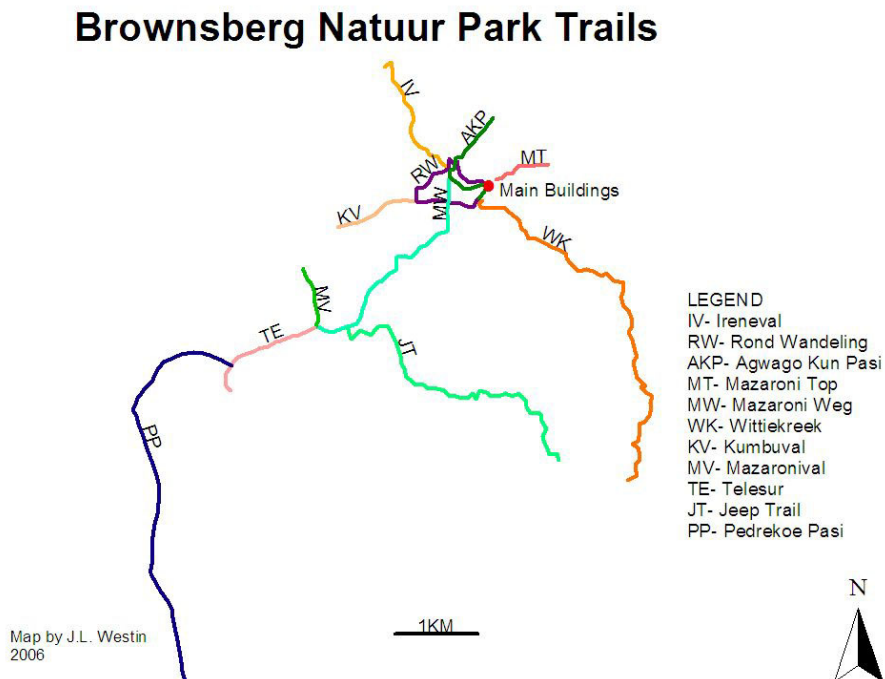 Brownsberg Natuur Park Trails
IV
AKP
RW
MT
Main Buildings
MW
KV
WK
MV
TE
JT
PP
LEGEND
IV- Ireneval
RW- Rond Wandeling
AKP- Agwago Kun Pasi
MT- Mazaroni Top
MW- Mazaroni Weg
WK- Wittiekreek
KV- Kumbuval
MV- Mazaronival
TE- Telesur
JT- Jeep Trail
PP- Pedrekoe Pasi
N
1KM
Map by J.L. Westin
2006